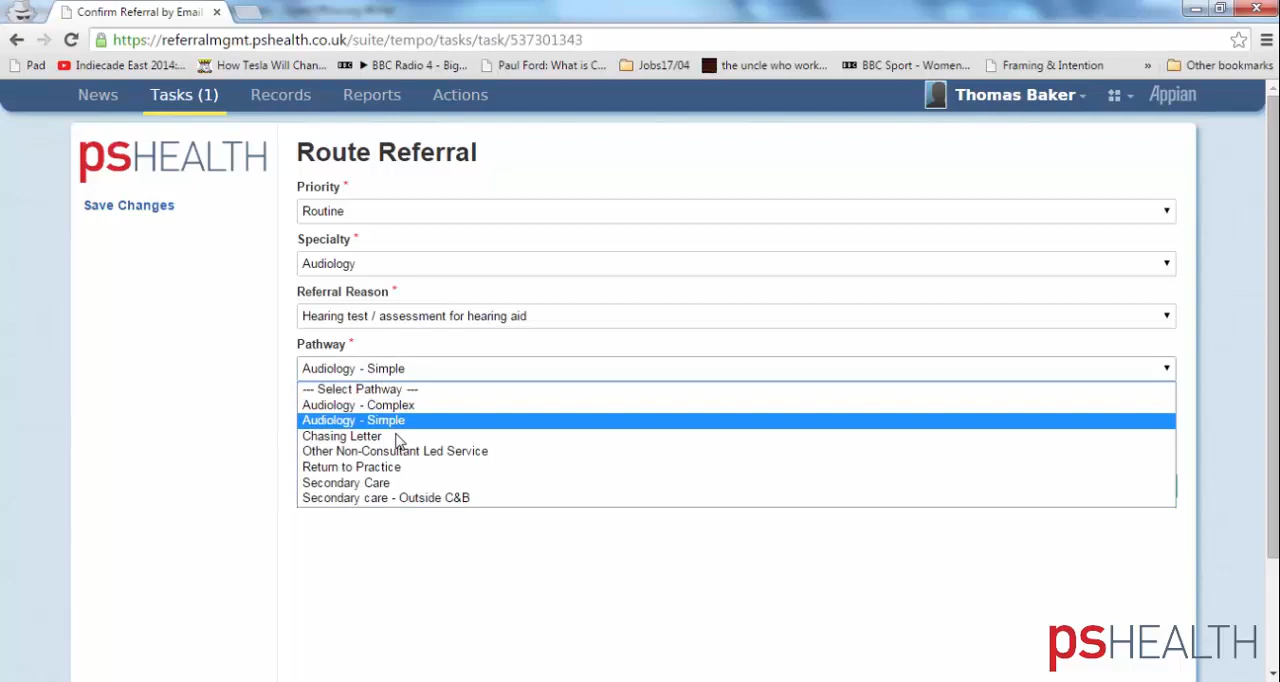 Confirm Referral by Email
https://referralmgmt.pshealth.co.uk/suite/tempo/tasks/task/537301343
Pad Indiecade East 2014:... How Tesla Will Chan... BBC ▶ BBC Radio 4 - Big... Paul Ford: What is C... Jobs17/04 the uncle who work... BBC BBC Sport - Women... Framing & Intention » Other bookmarks
News Tasks (1) Records Reports Actions Thomas Baker Appian
psHEALTH
Save Changes
Route Referral
Priority *
Routine
Specialty *
Audiology
Referral Reason *
Hearing test / assessment for hearing aid
Pathway *
Audiology - Simple
--- Select Pathway ---
Audiology - Complex
Audiology - Simple
Chasing Letter
Other Non-Consultant Led Service
Return to Practice
Secondary Care
Secondary care - Outside C&B
psHEALTH